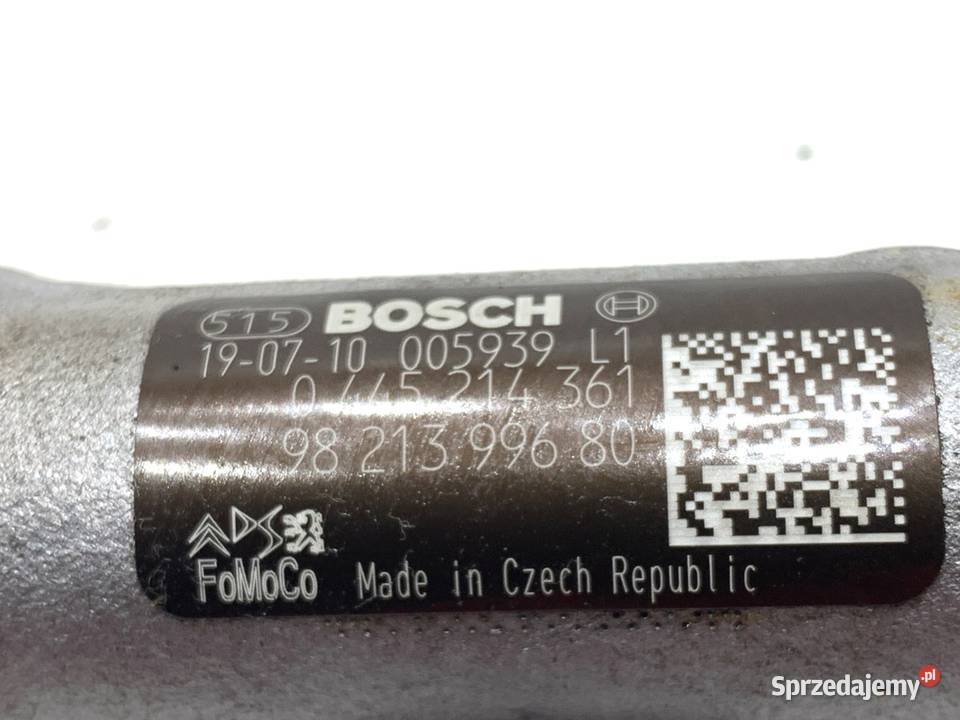 515 BOSCH
19-07-10 005939 L1
0 445 214 361
98 213 996 80
DS
FoMoCo Made in Czech Republic
Sprzedajemy.pl